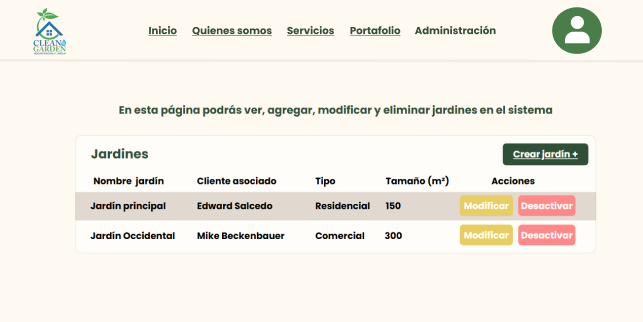 CLEAN
GARDEN
Inicio Quienes somos Servicios Portafolio Administración
En esta página podrás ver, agregar, modificar y eliminar jardines en el sistema
Jardines
Crear jardín +
Nombre jardín Cliente asociado Tipo Tamaño (m²) Acciones
Jardín principal Edward Salcedo Residencial 150 Modificar Desactivar
Jardín Occidental Mike Beckenbauer Comercial 300 Modificar Desactivar